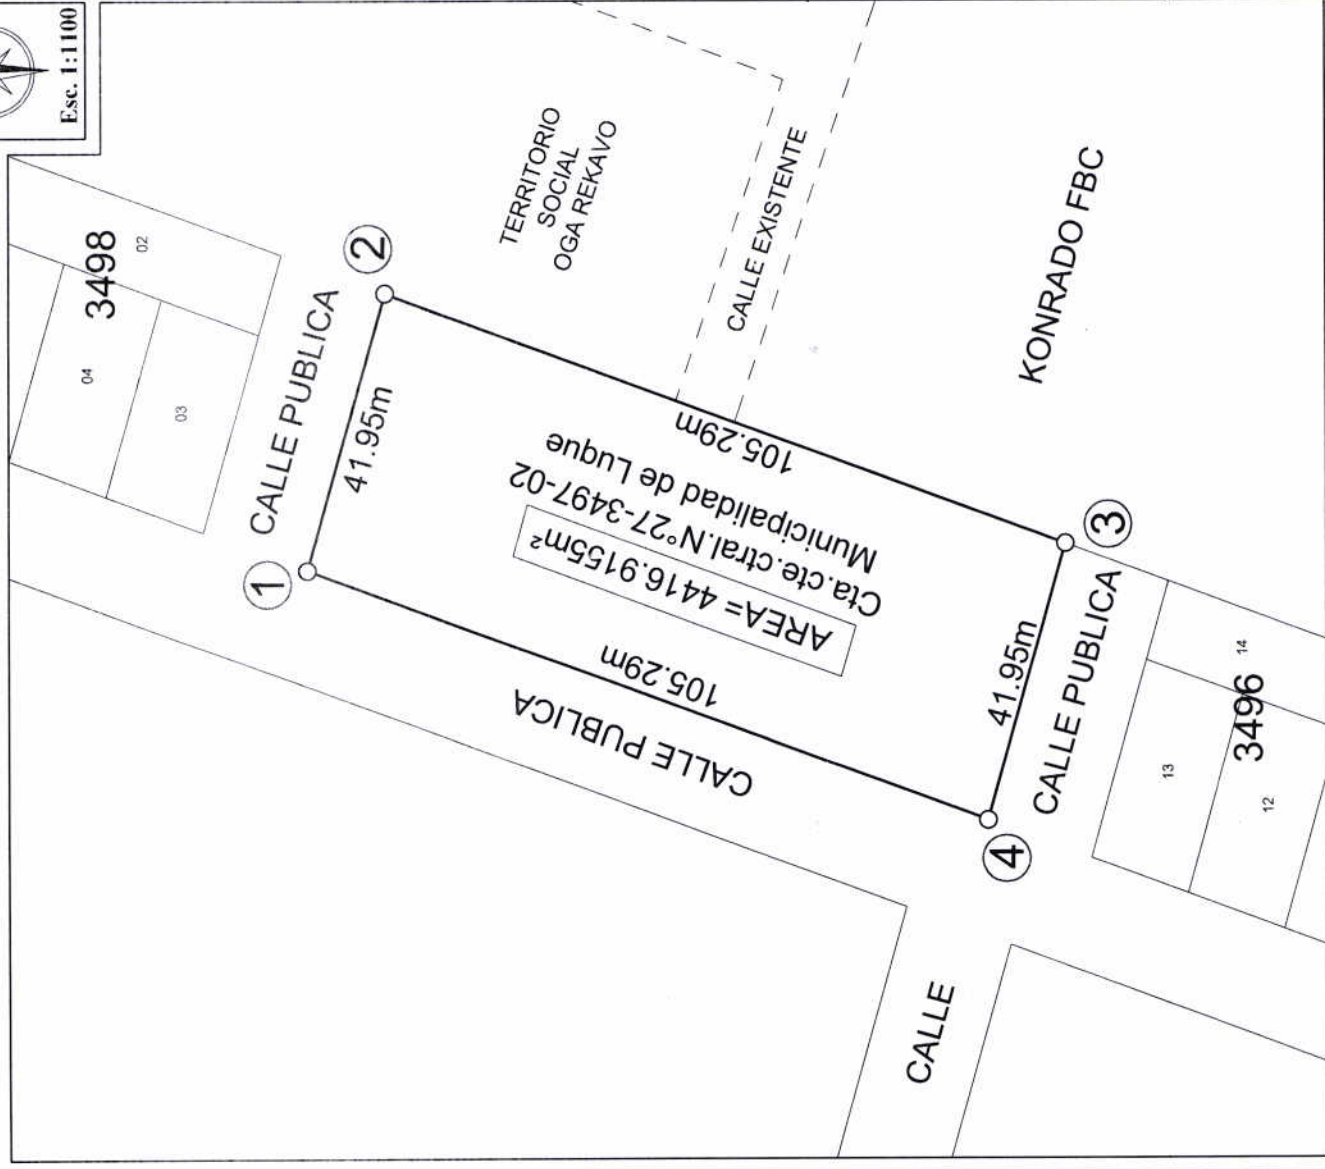 Esc. 1:1100
3498
02
04
03
CALLE PUBLICA
1
2
41.95m
TERRITORIO
SOCIAL
OGA REKAVO
CALLE EXISTENTE
KONRADO FBC
105.29m
Municipalidad de Luque
Cta.cte.ctral.N°27-3497-02
AREA= 4416.9155m²
105.29m
CALLE PUBLICA
41.95m
3
4
CALLE PUBLICA
CALLE
3496
14
13
12